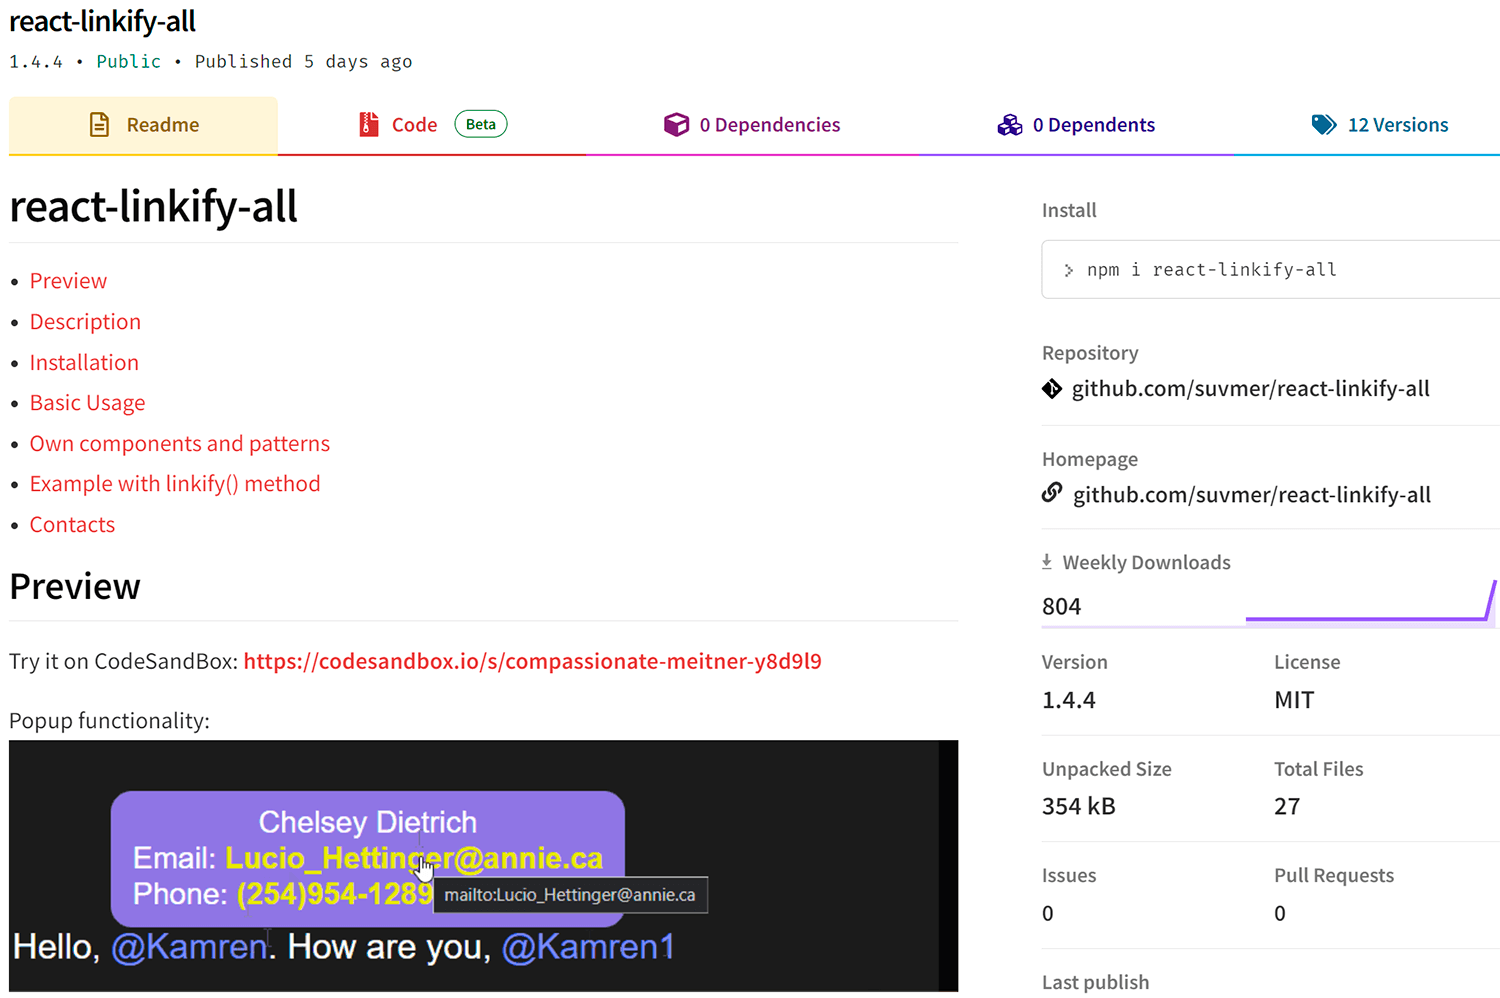 react-linkify-all
1.4.4 • Public • Published 5 days ago
Readme
Code Beta
0 Dependencies
0 Dependents
12 Versions
react-linkify-all
• Preview
• Description
• Installation
• Basic Usage
• Own components and patterns
• Example with linkify() method
• Contacts
Preview
Try it on CodeSandBox: https://codesandbox.io/s/compassionate-meitner-y8d9l9
Popup functionality:
Chelsey Dietrich
Email: Lucio_Hettinger@annie.ca
Phone: (254)954-1289
mailto:Lucio_Hettinger@annie.ca
Hello, @Kamren. How are you, @Kamren1
Install
> npm i react-linkify-all
Repository
github.com/suvmer/react-linkify-all
Homepage
github.com/suvmer/react-linkify-all
Weekly Downloads
804
Version
1.4.4
License
MIT
Unpacked Size
354 kB
Total Files
27
Issues
0
Pull Requests
0
Last publish